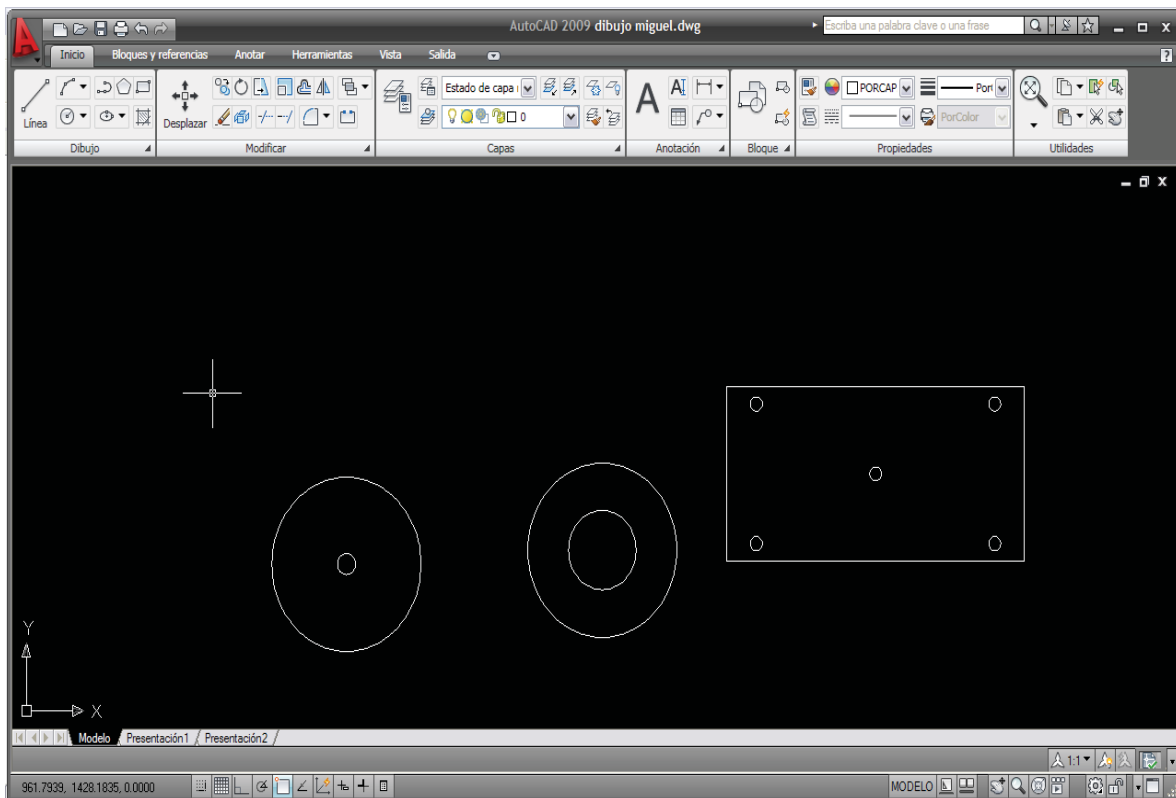 AutoCAD 2009 dibujo miguel.dwg
Escriba una palabra clave o una frase
Inicio Bloques y referencias Anotar Herramientas Vista Salida
Línea
Desplazar
Estado de capa
0
A
PORCAP
Por
PorColor
Dibujo Modificar Capas Anotación Bloque Propiedades Utilidades
Y
X
Modelo Presentación1 Presentación2
1:1
961.7939, 1428.1835, 0.0000
MODELO